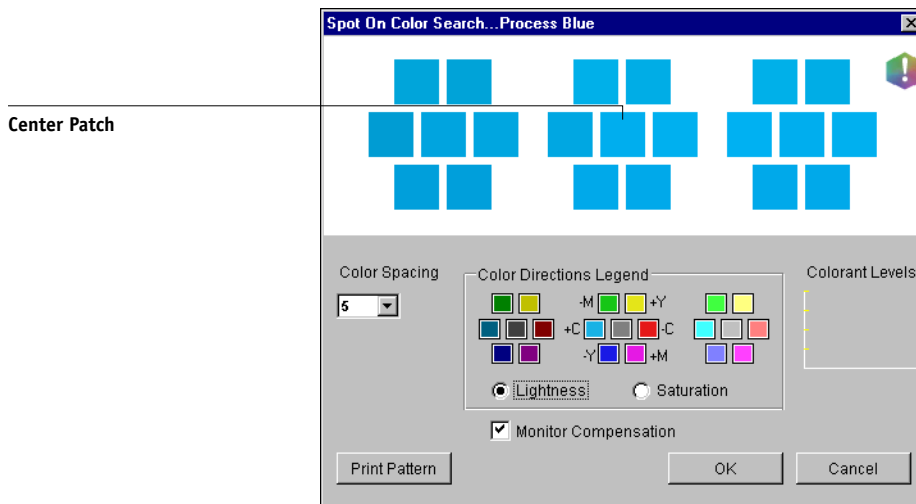 Spot On Color Search...Process Blue
Center Patch
Color Spacing
5
Color Directions Legend
-M +Y
+C -C
-Y +M
Lightness Saturation
Colorant Levels
Monitor Compensation
Print Pattern OK Cancel